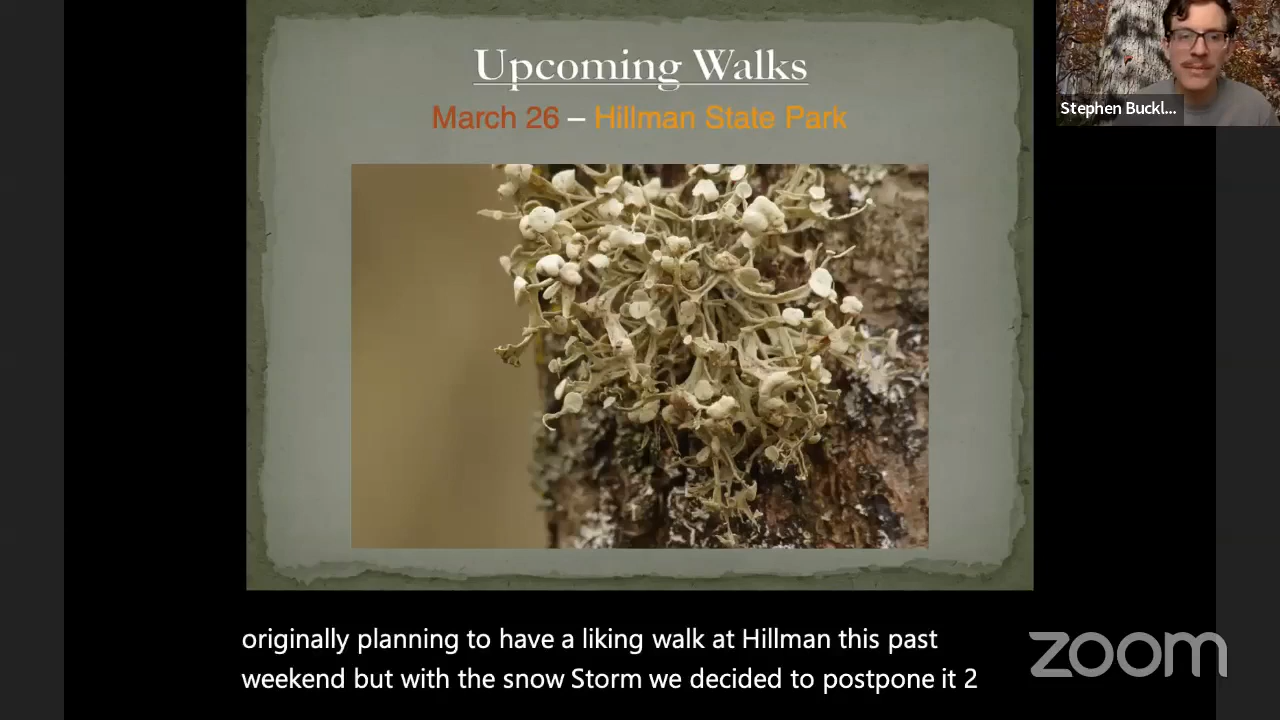 Upcoming Walks
March 26 – Hillman State Park
Stephen Buckl...
originally planning to have a liking walk at Hillman this past
weekend but with the snow Storm we decided to postpone it 2
zoom